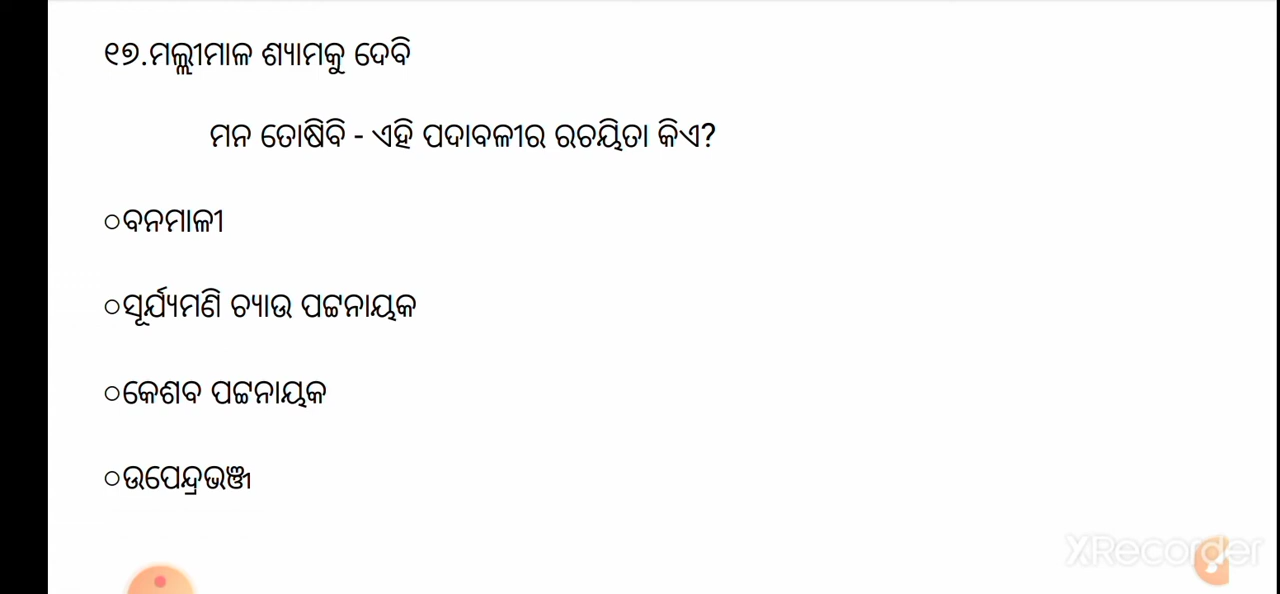 ୧୭.ମଲ୍ଲୀମାଳ ଶ୍ୟାମକୁ ଦେବି
ମନ ତୋଷିବି - ଏହି ପଦାବଳୀର ରଚୟିତା କିଏ?
○ବନମାଳୀ
○ସୂର୍ଯ୍ୟମଣି ଚ୍ୟାଉ ପଟ୍ଟନାୟକ
○କେଶବ ପଟ୍ଟନାୟକ
○ଉପେନ୍ଦ୍ରଭଞ୍ଜ
XRecorder